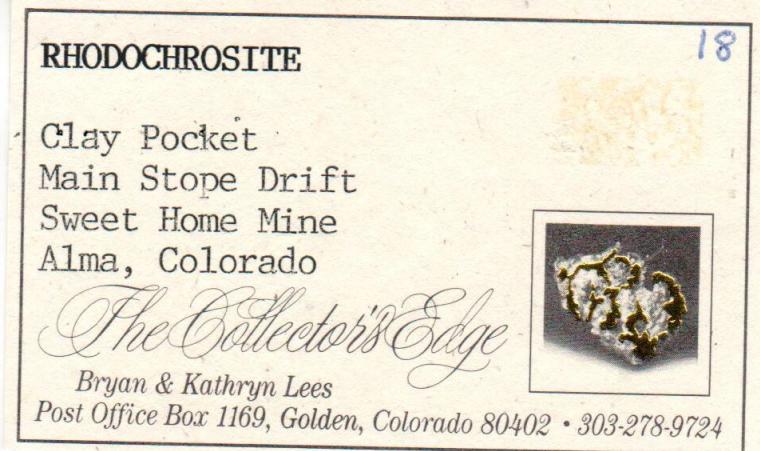 18
RHODOCHROSITE
Clay Pocket
Main Stope Drift
Sweet Home Mine
Alma, Colorado
The Collector's Edge
Bryan & Kathryn Lees
Post Office Box 1169, Golden, Colorado 80402 • 303-278-9724